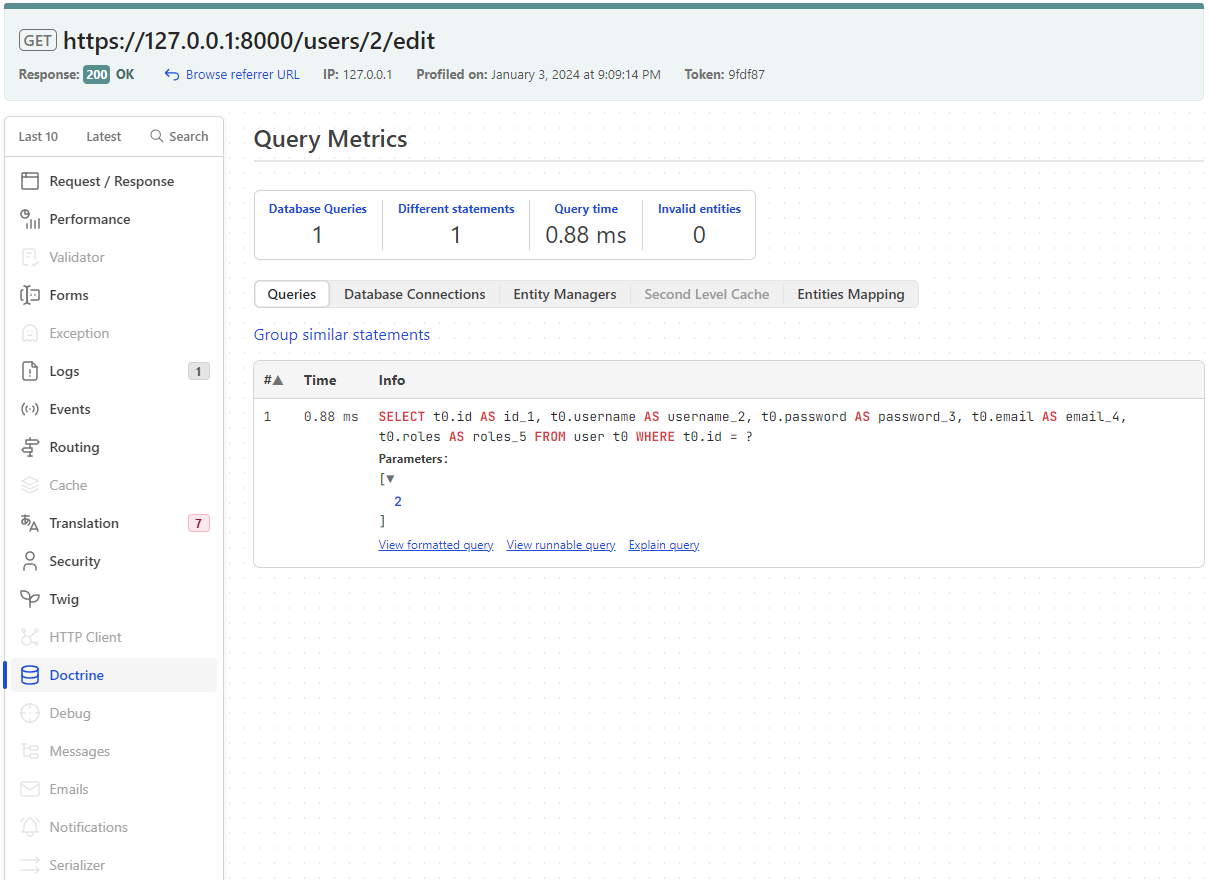 GET https://127.0.0.1:8000/users/2/edit
Response: 200 OK Browse referrer URL IP: 127.0.0.1 Profiled on: January 3, 2024 at 9:09:14 PM Token: 9fdf87
Last 10 Latest Search
Request / Response
Performance
Validator
Forms
Exception
Logs 1
Events
Routing
Cache
Translation 7
Security
Twig
HTTP Client
Doctrine
Debug
Messages
Emails
Notifications
Serializer
Query Metrics
Database Queries Different statements Query time Invalid entities
1 1 0.88 ms 0
Queries Database Connections Entity Managers Second Level Cache Entities Mapping
Group similar statements
#▲ Time Info
1 0.88 ms SELECT t0.id AS id_1, t0.username AS username_2, t0.password AS password_3, t0.email AS email_4,
t0.roles AS roles_5 FROM user t0 WHERE t0.id = ?
Parameters:
[▼
2
]
View formatted query View runnable query Explain query